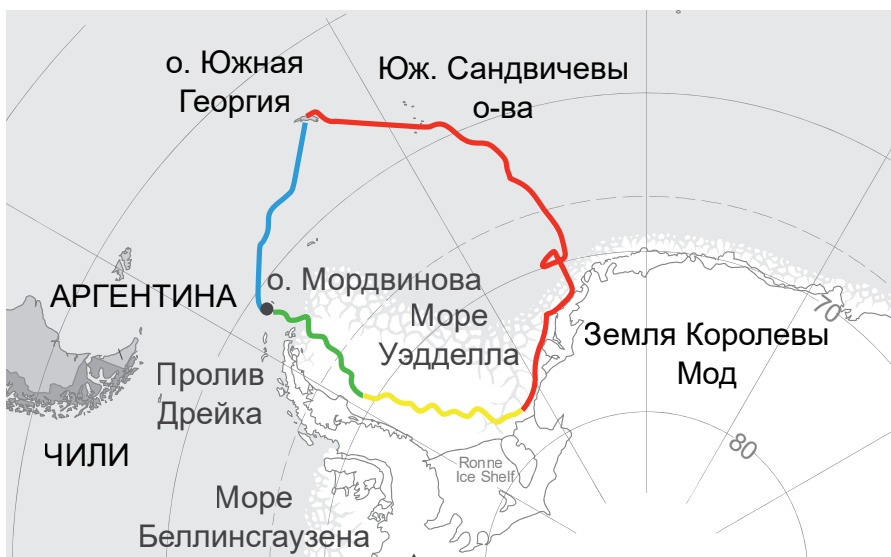 о. Южная
Георгия
Юж. Сандвичевы
о-ва
о. Мордвинова
АРГЕНТИНА
Море
Уэдделла
70
Земля Королевы
Мод
Пролив
Дрейка
ЧИЛИ
80
Ronne
Ice Shelf
Море
Беллинсгаузена